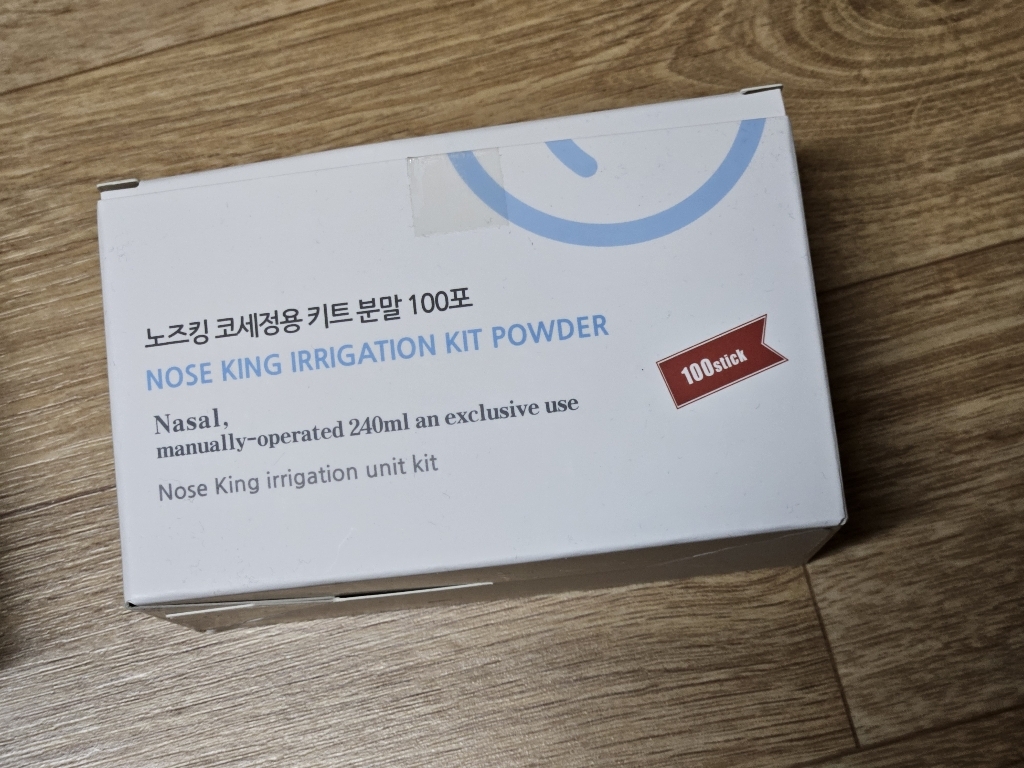 노즈킹 코세정용 키트 분말 100포
NOSE KING IRRIGATION KIT POWDER
100stick
Nasal,
manually-operated 240ml an exclusive use
Nose King irrigation unit kit